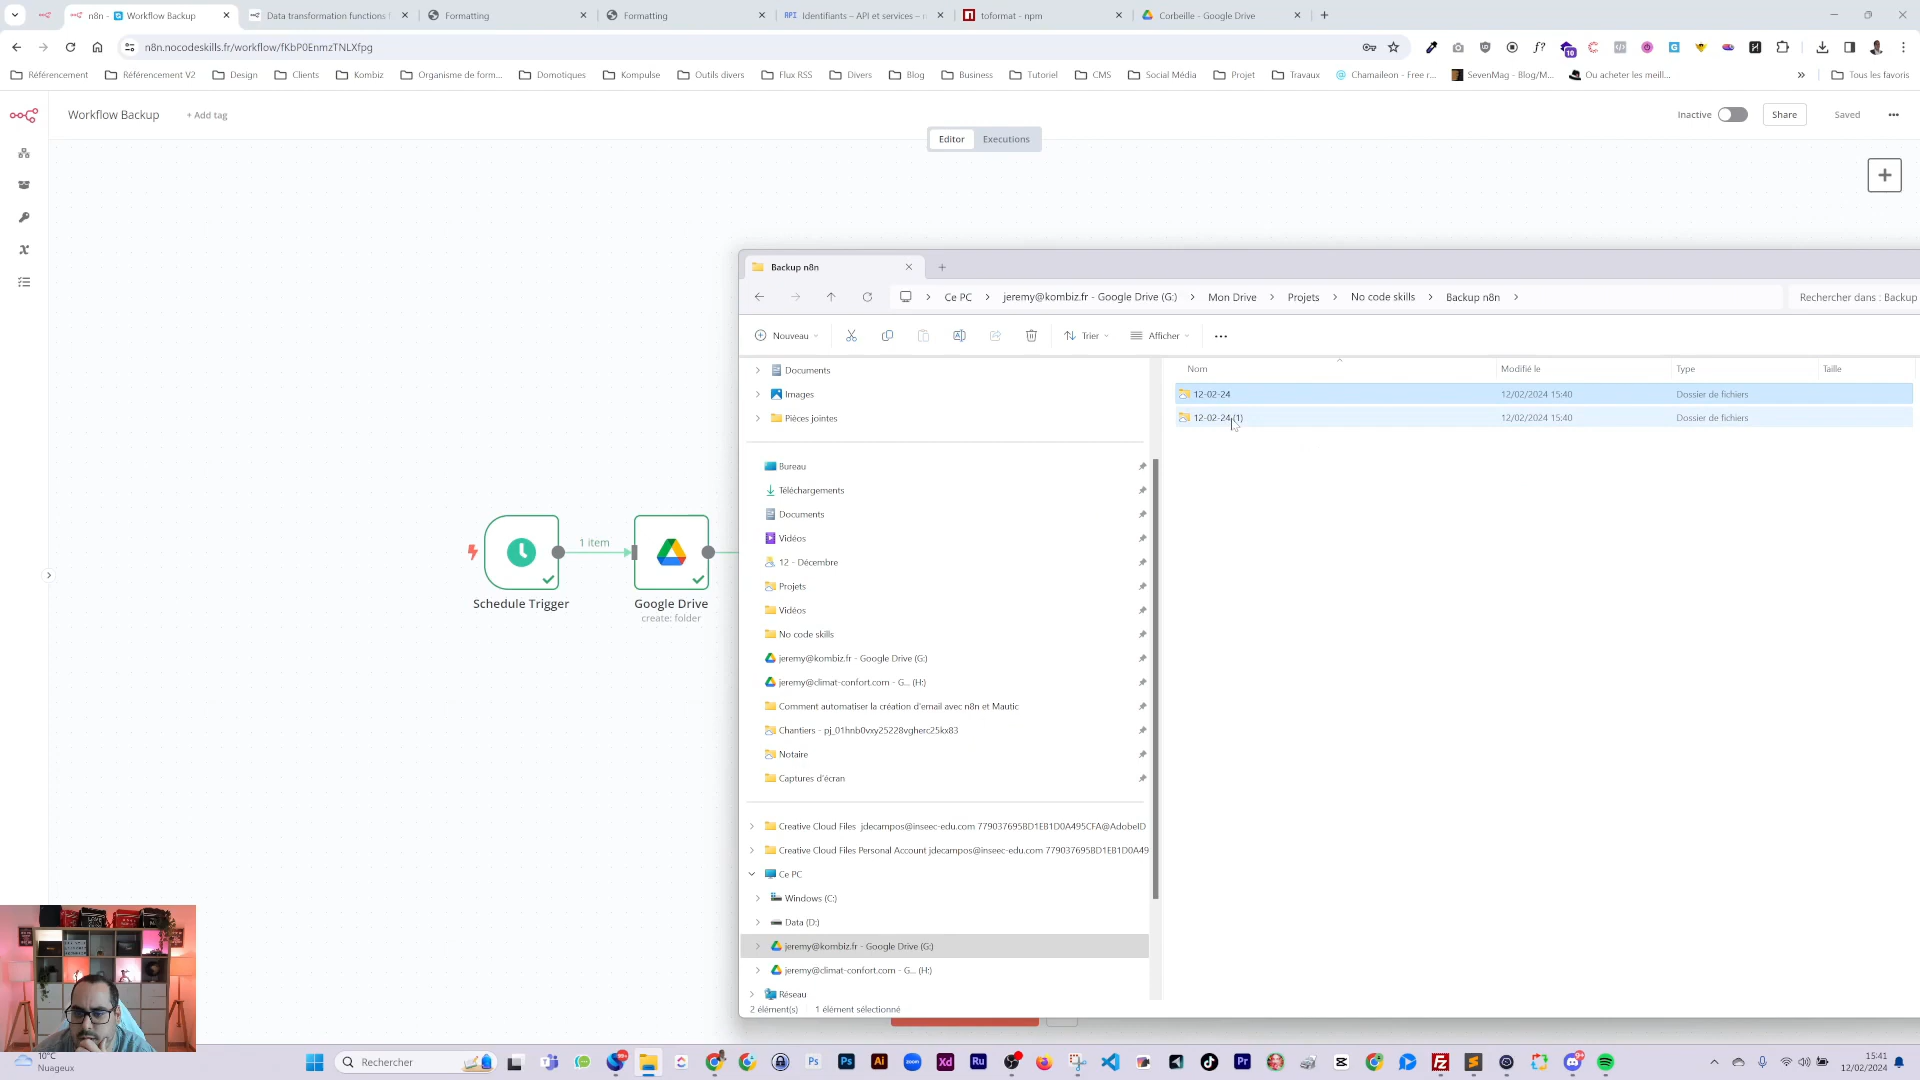 n8n - Workflow Backup
Data transformation functions
Formatting
Formatting
API Identifiants – API et services – n
toformat - npm
Corbeille - Google Drive
n8n.nocodeskills.fr/workflow/fKbP0EnmzTNLXfpg
Référencement
Référencement V2
Design
Clients
Kombiz
Organisme de form...
Domotiques
Kompulse
Outils divers
Flux RSS
Divers
Blog
Business
Tutoriel
CMS
Social Média
Projet
Travaux
Chamaileon - Free r...
SevenMag - Blog/M...
Ou acheter les meill...
Tous les favoris
Workflow Backup
+ Add tag
Inactive
Share
Saved
Editor
Executions
Backup n8n
Ce PC
jeremy@kombiz.fr - Google Drive (G:)
Mon Drive
Projets
No code skills
Backup n8n
Rechercher dans : Backup
Nouveau
Trier
Afficher
Nom
Modifié le
Type
Taille
12-02-24
12/02/2024 15:40
Dossier de fichiers
12-02-24 (1)
12/02/2024 15:40
Dossier de fichiers
Documents
Images
Pièces jointes
Bureau
Téléchargements
Documents
Vidéos
12 - Décembre
Projets
Vidéos
No code skills
jeremy@kombiz.fr - Google Drive (G:)
jeremy@climat-confort.com - G... (H:)
Comment automatiser la création d'email avec n8n et Mautic
Chantiers - pj_01hnb0vxy25228vgherc25kx83
Notaire
Captures d'écran
Creative Cloud Files  jdecampos@inseec-edu.com 779037695BD1E81D0A495CFA@AdobeID
Creative Cloud Files Personal Account jdecampos@inseec-edu.com 779037695BD1E81D0A49
Ce PC
Windows (C:)
Data (D:)
jeremy@kombiz.fr - Google Drive (G:)
jeremy@climat-confort.com - G... (H:)
Réseau
2 élément(s)
1 élément sélectionné
1 item
Schedule Trigger
Google Drive
create: folder
10°C
Nuageux
Rechercher
15:41
12/02/2024